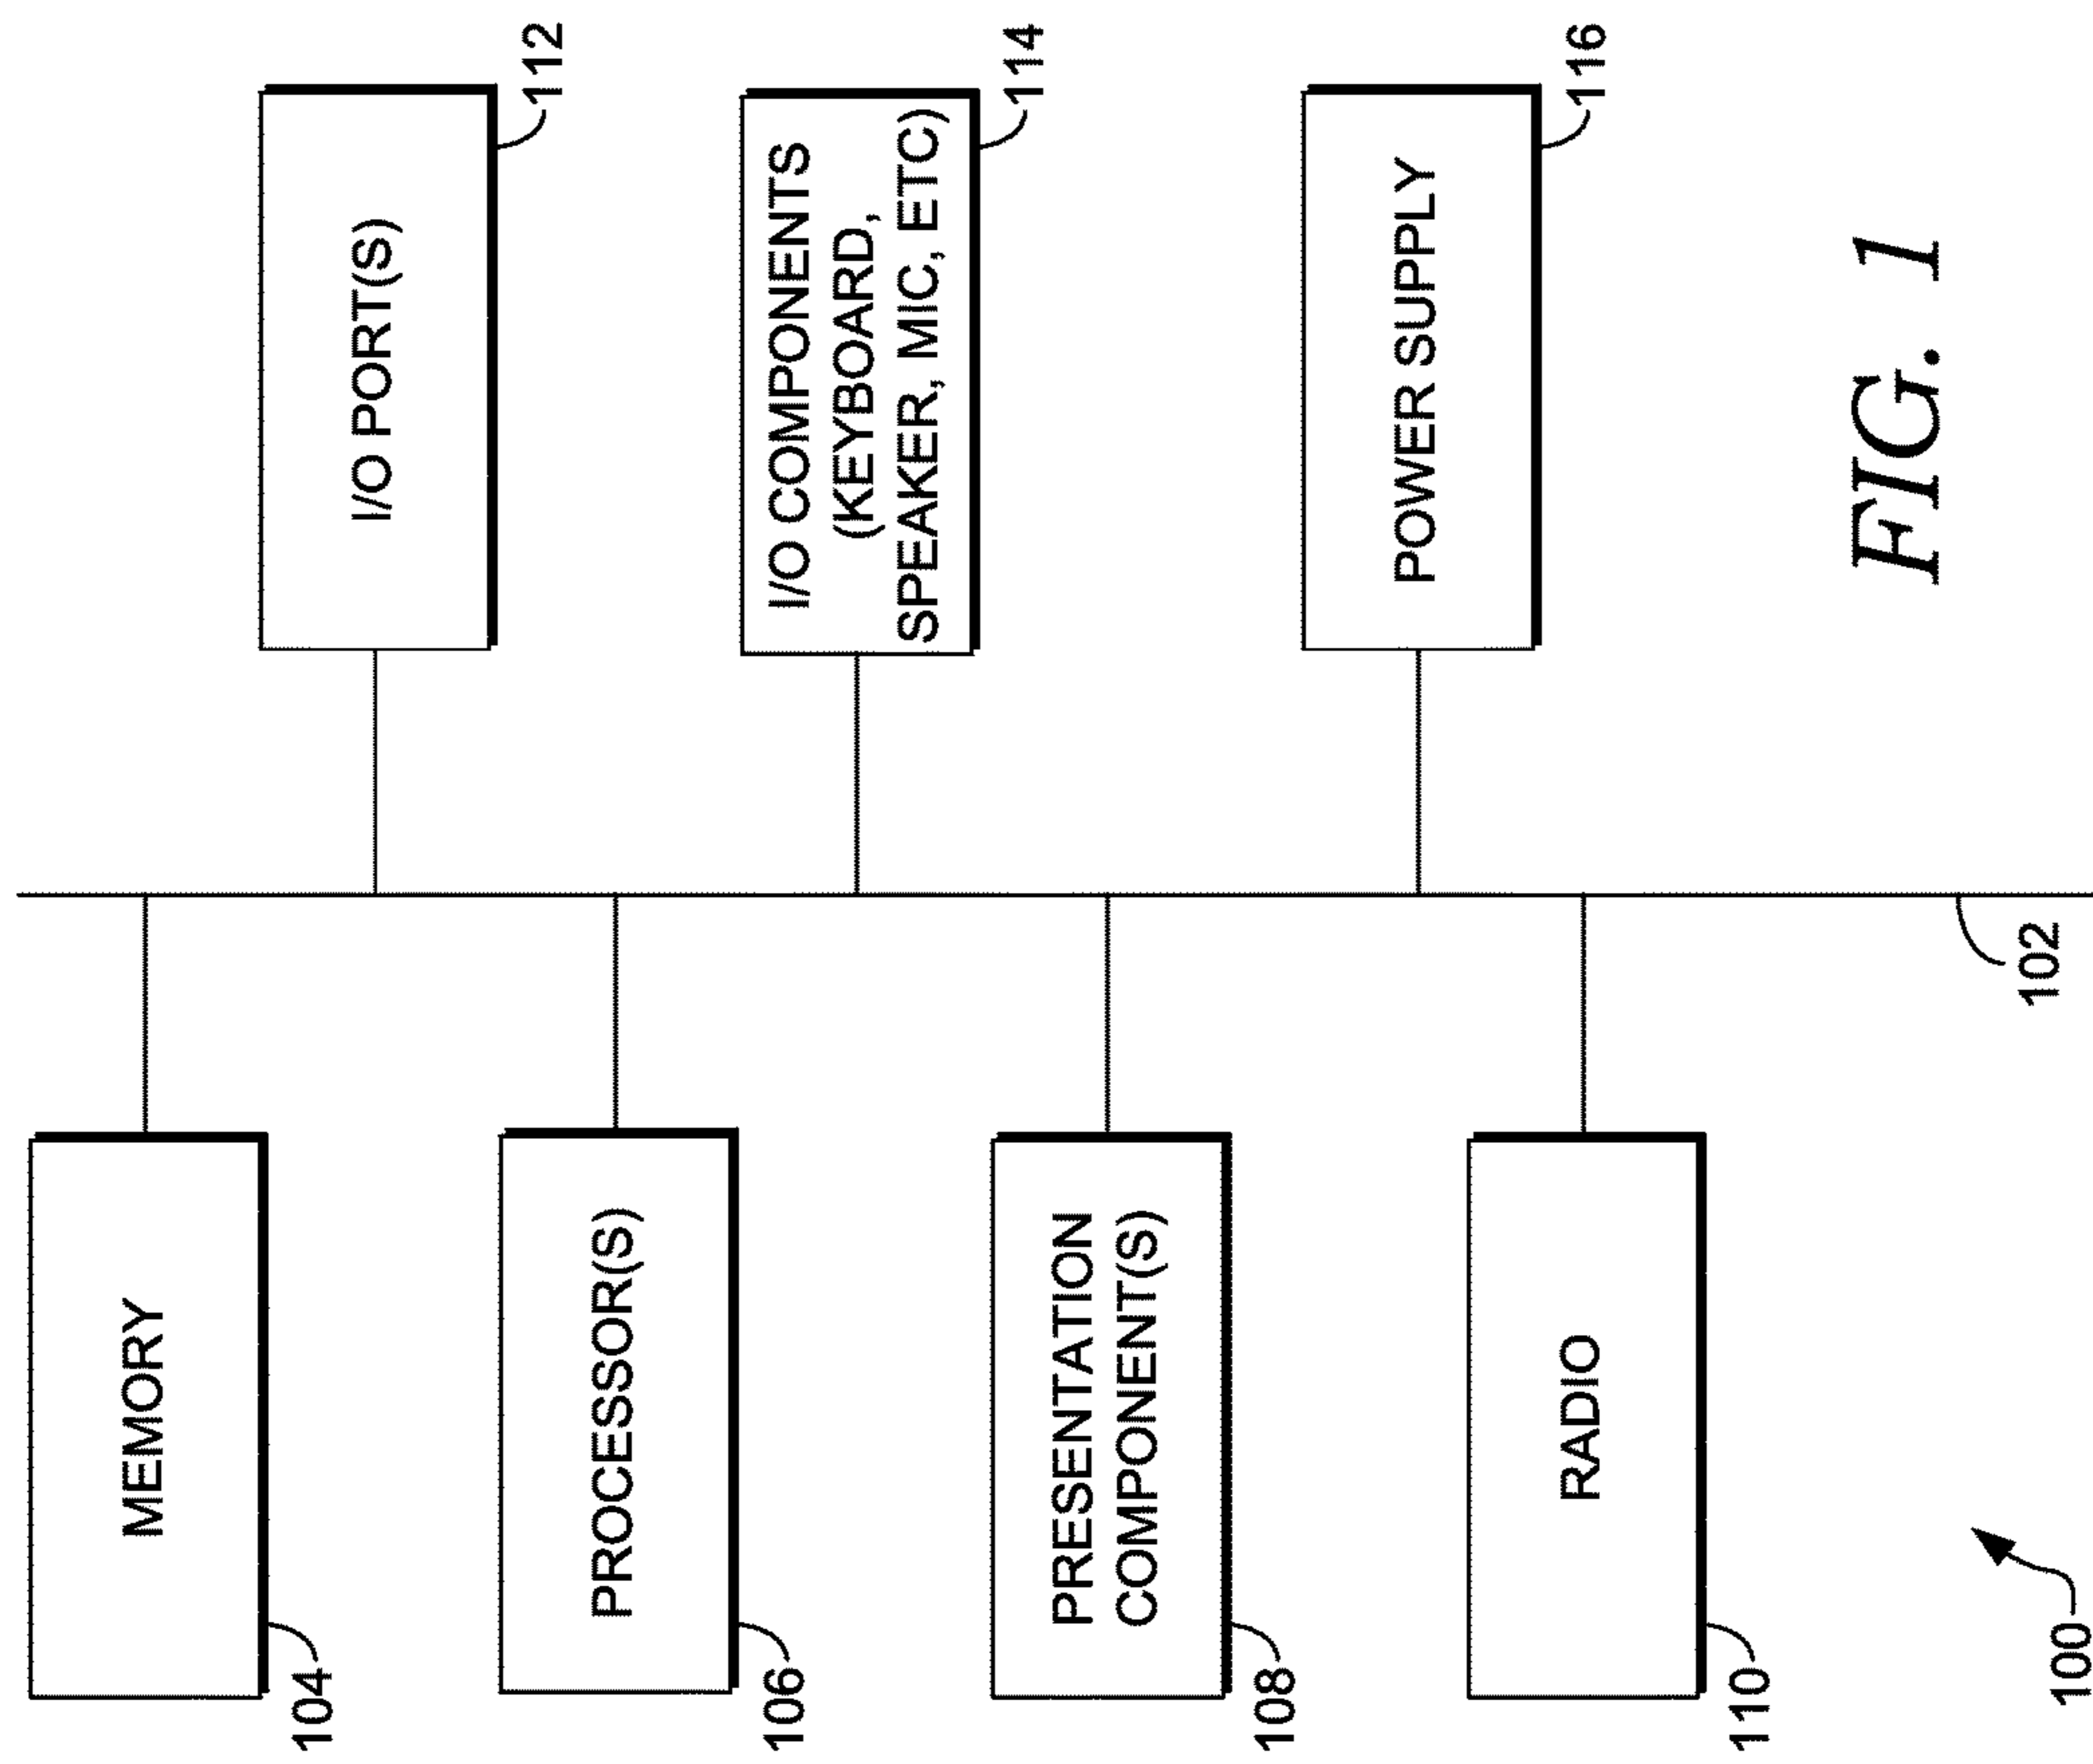 MEMORY
104
PROCESSOR(S)
106
PRESENTATION
COMPONENT(S)
108
RADIO
110
I/O PORT(S)
112
I/O COMPONENTS
(KEYBOARD,
SPEAKER, MIC, ETC)
114
POWER SUPPLY
116
102
100
FIG. 1